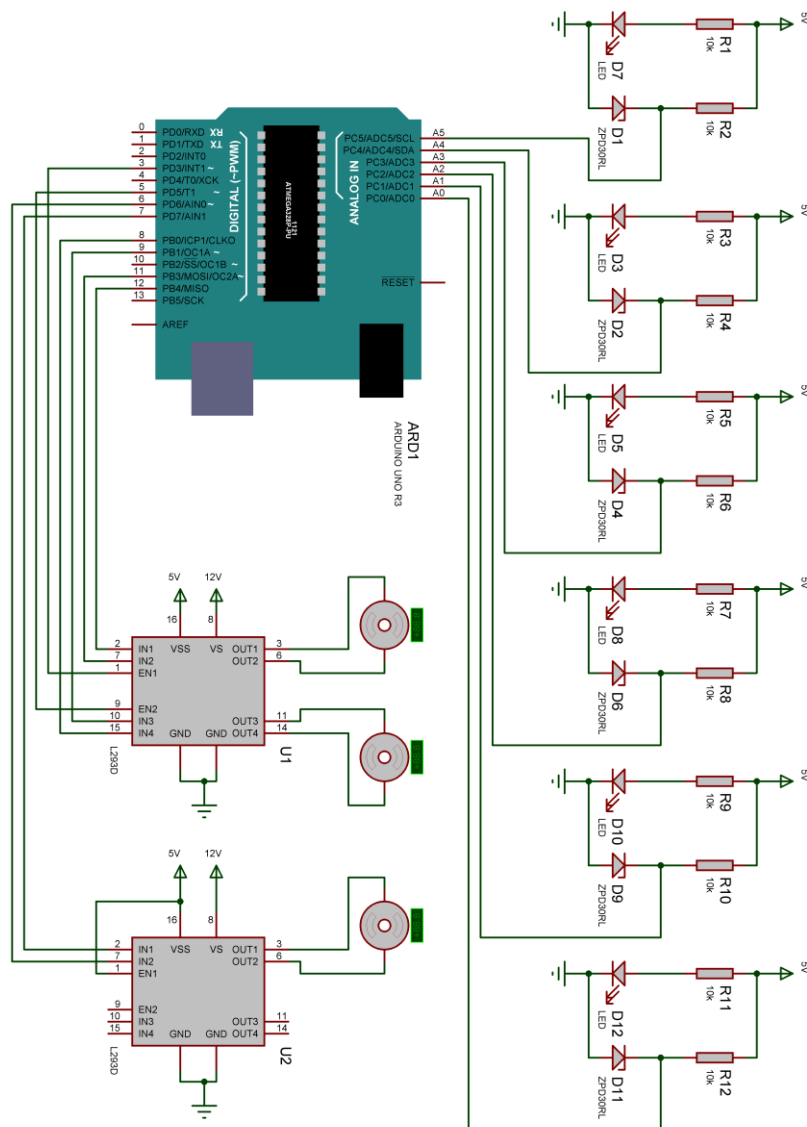 5V
R1
10k
D7
LED
R2
10k
D1
ZPD30RL
5V
R3
10k
D3
LED
R4
10k
D2
ZPD30RL
5V
R5
10k
D5
LED
R6
10k
D4
ZPD30RL
5V
R7
10k
D8
LED
R8
10k
D6
ZPD30RL
5V
R9
10k
D10
LED
R10
10k
D9
ZPD30RL
5V
R11
10k
D12
LED
R12
10k
D11
ZPD30RL
0 PD0/RXD RX
1 PD1/TXD TX
2 PD2/INT0
3 PD3/INT1 ~
4 PD4/T0/XCK
5 PD5/T1 ~
6 PD6/AIN0 ~
7 PD7/AIN1
8 PB0/ICP1/CLKO
9 PB1/OC1A ~
10 PB2/SS/OC1B ~
11 PB3/MOSI/OC2A ~
12 PB4/MISO
13 PB5/SCK
AREF
DIGITAL (~PWM)
1121
ATMEGA328P-PU
ANALOG IN
PC5/ADC5/SCL A5
PC4/ADC4/SDA A4
PC3/ADC3 A3
PC2/ADC2 A2
PC1/ADC1 A1
PC0/ADC0 A0
RESET
ARD1
ARDUINO UNO R3
5V 12V
16 8
2 IN1 VSS VS OUT1 3
7 IN2 OUT2 6
1 EN1
9 EN2
10 IN3 OUT3 11
15 IN4 GND GND OUT4 14
U1
L293D
5V 12V
16 8
2 IN1 VSS VS OUT1 3
7 IN2 OUT2 6
1 EN1
9 EN2
10 IN3 OUT3 11
15 IN4 GND GND OUT4 14
U2
L293D